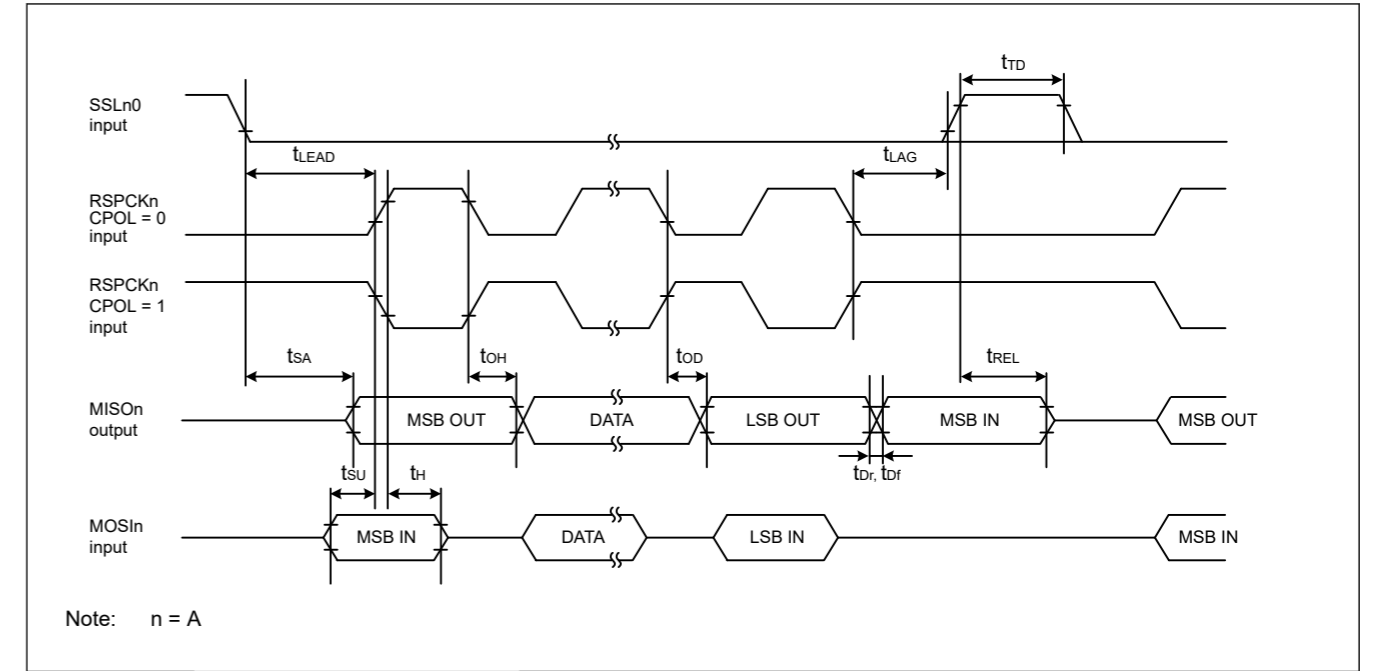 tTD
SSLn0
input
tLEAD
tLAG
RSPCKn
CPOL = 0
input
RSPCKn
CPOL = 1
input
tSA
tOH
tOD
tREL
MISOn
output
MSB OUT
DATA
LSB OUT
MSB IN
MSB OUT
tSU
tH
tDr, tDf
MOSIn
input
MSB IN
DATA
LSB IN
MSB IN
Note: n = A